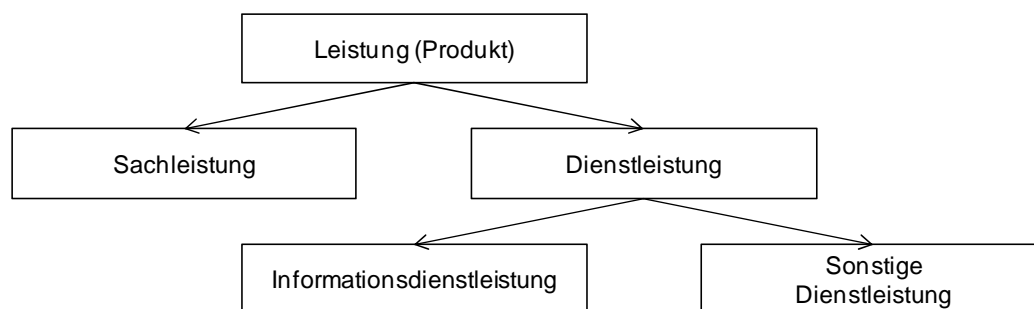 Leistung (Produkt)
Sachleistung
Dienstleistung
Informationsdienstleistung
Sonstige
Dienstleistung